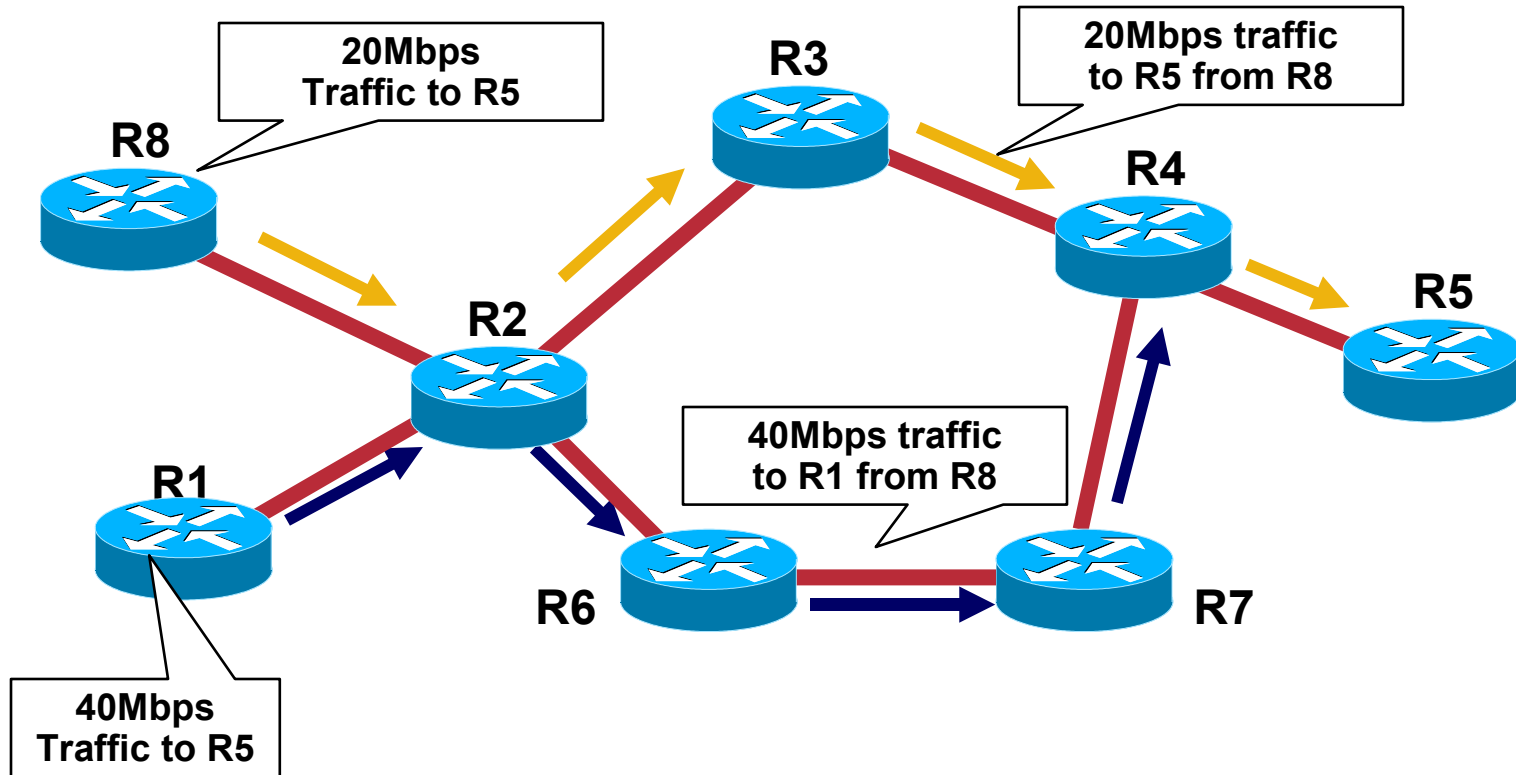 20Mbps
Traffic to R5
20Mbps traffic
to R5 from R8
R3
R8
R4
R5
R2
40Mbps traffic
to R1 from R8
R1
R6
R7
40Mbps
Traffic to R5